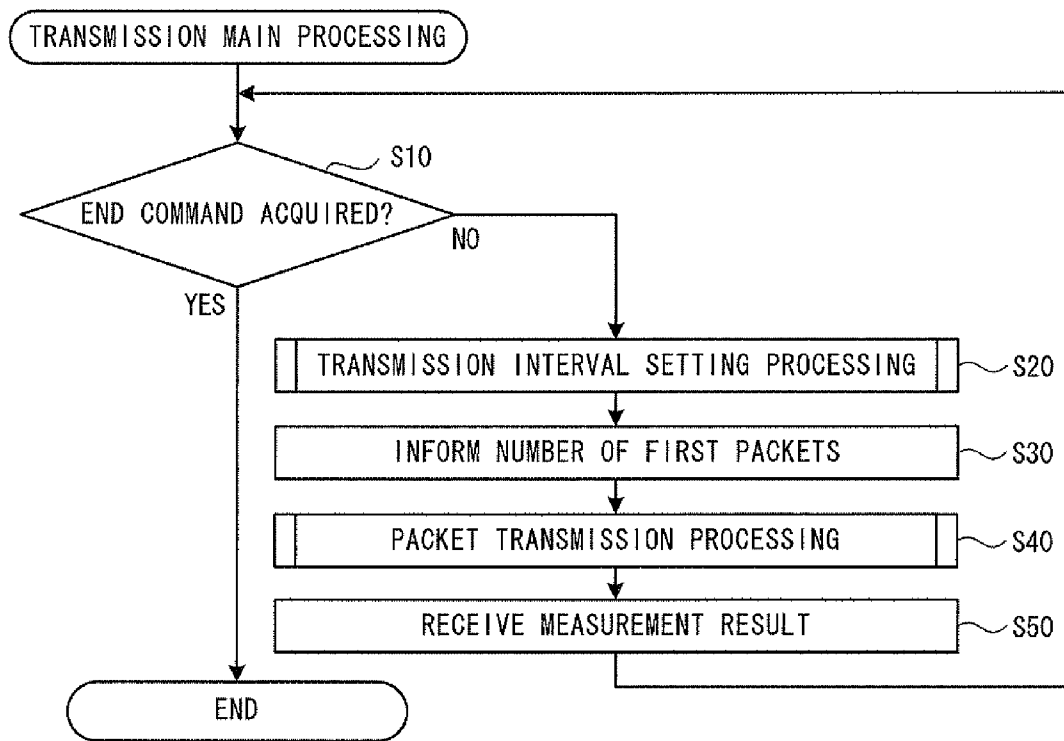 TRANSMISSION MAIN PROCESSING
S10
END COMMAND ACQUIRED?
NO
YES
TRANSMISSION INTERVAL SETTING PROCESSING
S20
INFORM NUMBER OF FIRST PACKETS
S30
PACKET TRANSMISSION PROCESSING
S40
RECEIVE MEASUREMENT RESULT
S50
END